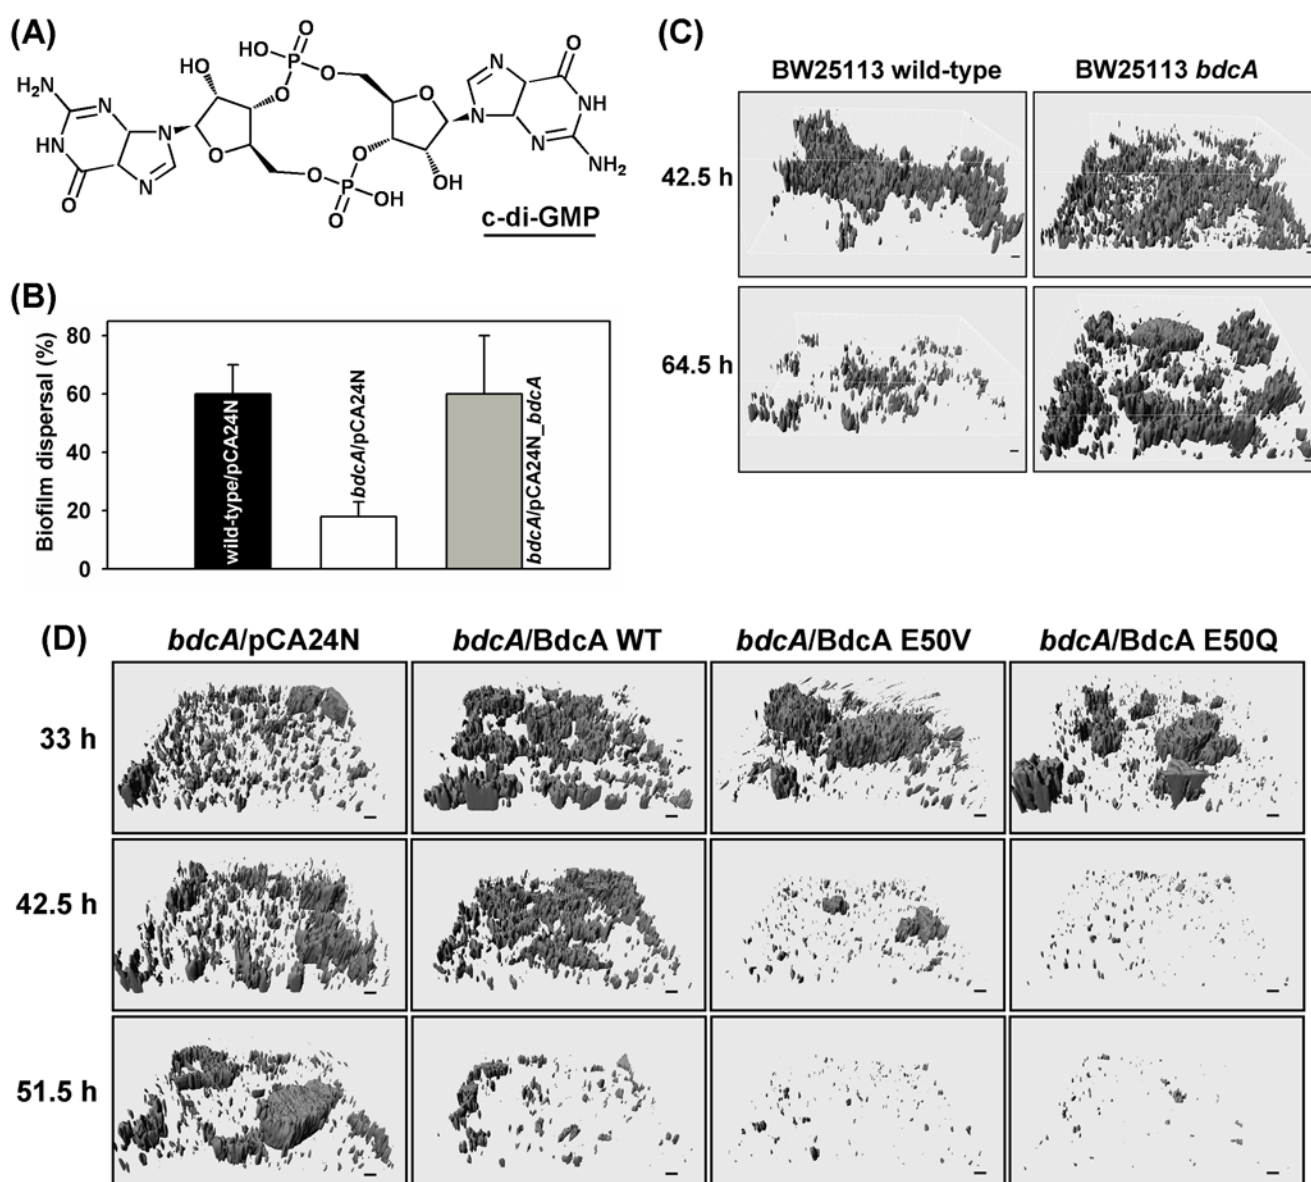 (A)
O
HO
P
O
HO
O
O
N
O
H₂N
N
N
NH
N
N
NH₂
O
N
HN
N
O
O
P
O
OH
OH
O
c-di-GMP
(B)
Biofilm dispersal (%)
80
60
40
20
0
wild-type/pCA24N
bdcA/pCA24N
bdcA/pCA24N_bdcA
(C)
BW25113 wild-type
BW25113 bdcA
42.5 h
64.5 h
(D)
bdcA/pCA24N
bdcA/BdcA WT
bdcA/BdcA E50V
bdcA/BdcA E50Q
33 h
42.5 h
51.5 h